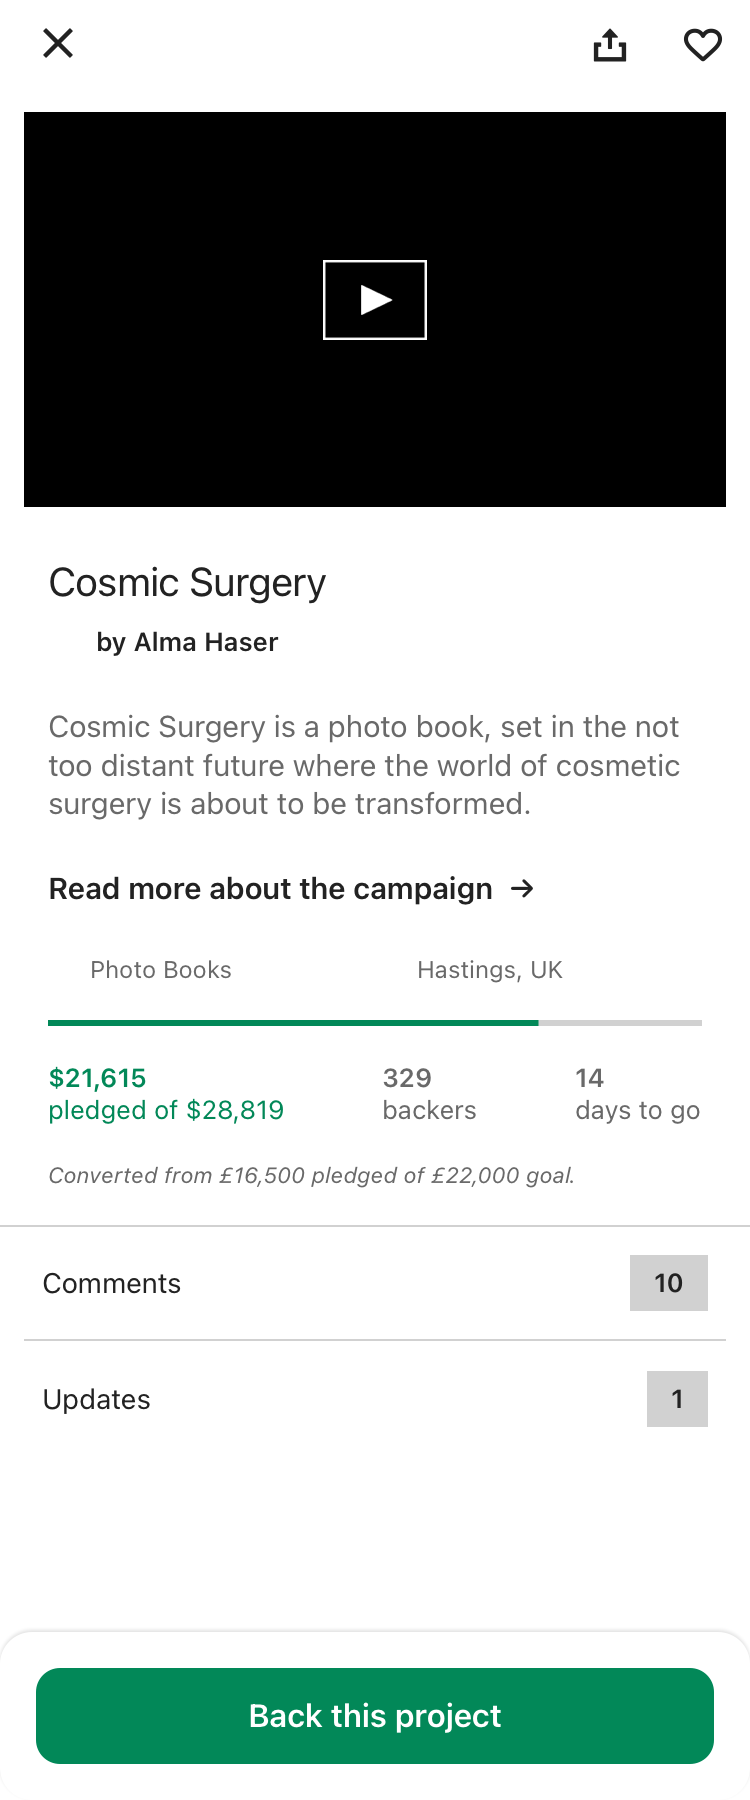 Cosmic Surgery
by Alma Haser
Cosmic Surgery is a photo book, set in the not
too distant future where the world of cosmetic
surgery is about to be transformed.
Read more about the campaign →
Photo Books Hastings, UK
$21,615 329 14
pledged of $28,819 backers days to go
Converted from £16,500 pledged of £22,000 goal.
Comments 10
Updates 1
Back this project